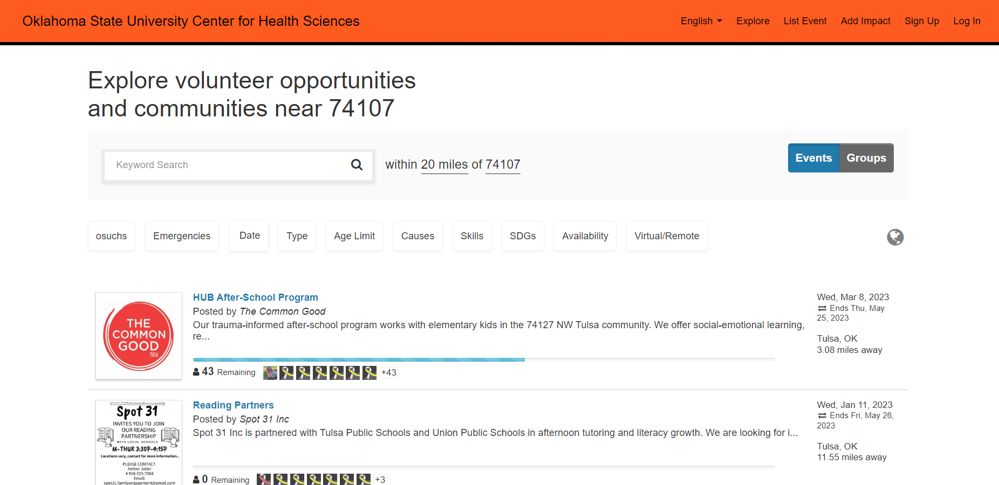 Oklahoma State University Center for Health Sciences
English Explore List Event Add Impact Sign Up Log In
Explore volunteer opportunities
and communities near 74107
Keyword Search
within 20 miles of 74107
Events Groups
osuchs Emergencies Date Type Age Limit Causes Skills SDGs Availability Virtual/Remote
THE
COMMON
GOOD
TULSA
HUB After-School Program
Posted by The Common Good
Our trauma-informed after-school program works with elementary kids in the 74127 NW Tulsa community. We offer social-emotional learning,
re...
43 Remaining +43
Wed, Mar 8, 2023
Ends Thu, May
25, 2023
Tulsa, OK
3.08 miles away
Spot 31
INVITES YOU TO JOIN
OUR READING
PARTNERSHIP
WITH LOCAL SCHOOLS
M-THUR 3:30P-4:15P
Locations vary, contact for more information...
PLEASE CONTACT
Amber Jaber
# 918-525-7004
Email:
spot31.familyengagement@gmail.com
Reading Partners
Posted by Spot 31 Inc
Spot 31 Inc is partnered with Tulsa Public Schools and Union Public Schools in afternoon tutoring and literacy growth. We are looking for i...
0 Remaining +3
Wed, Jan 11, 2023
Ends Fri, May 26,
2023
Tulsa, OK
11.55 miles away